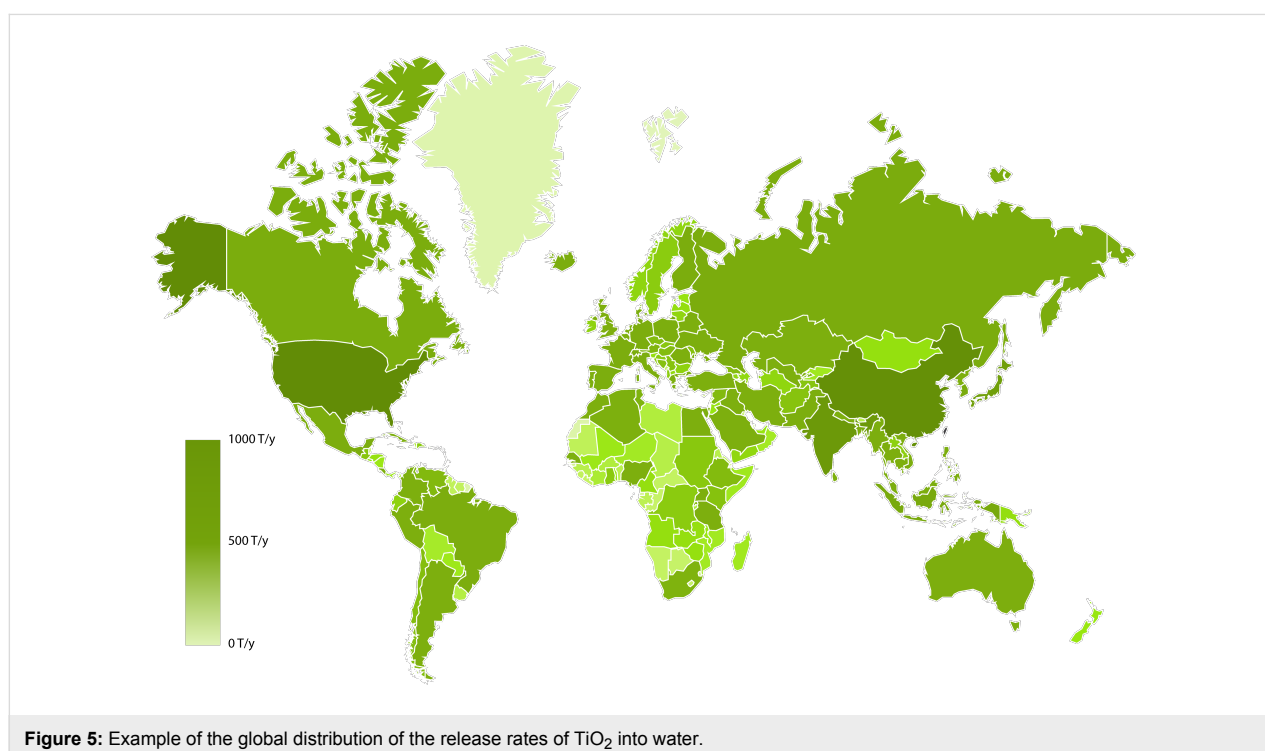 1000 T/y
500 T/y
0 T/y
Figure 5: Example of the global distribution of the release rates of TiO2 into water.